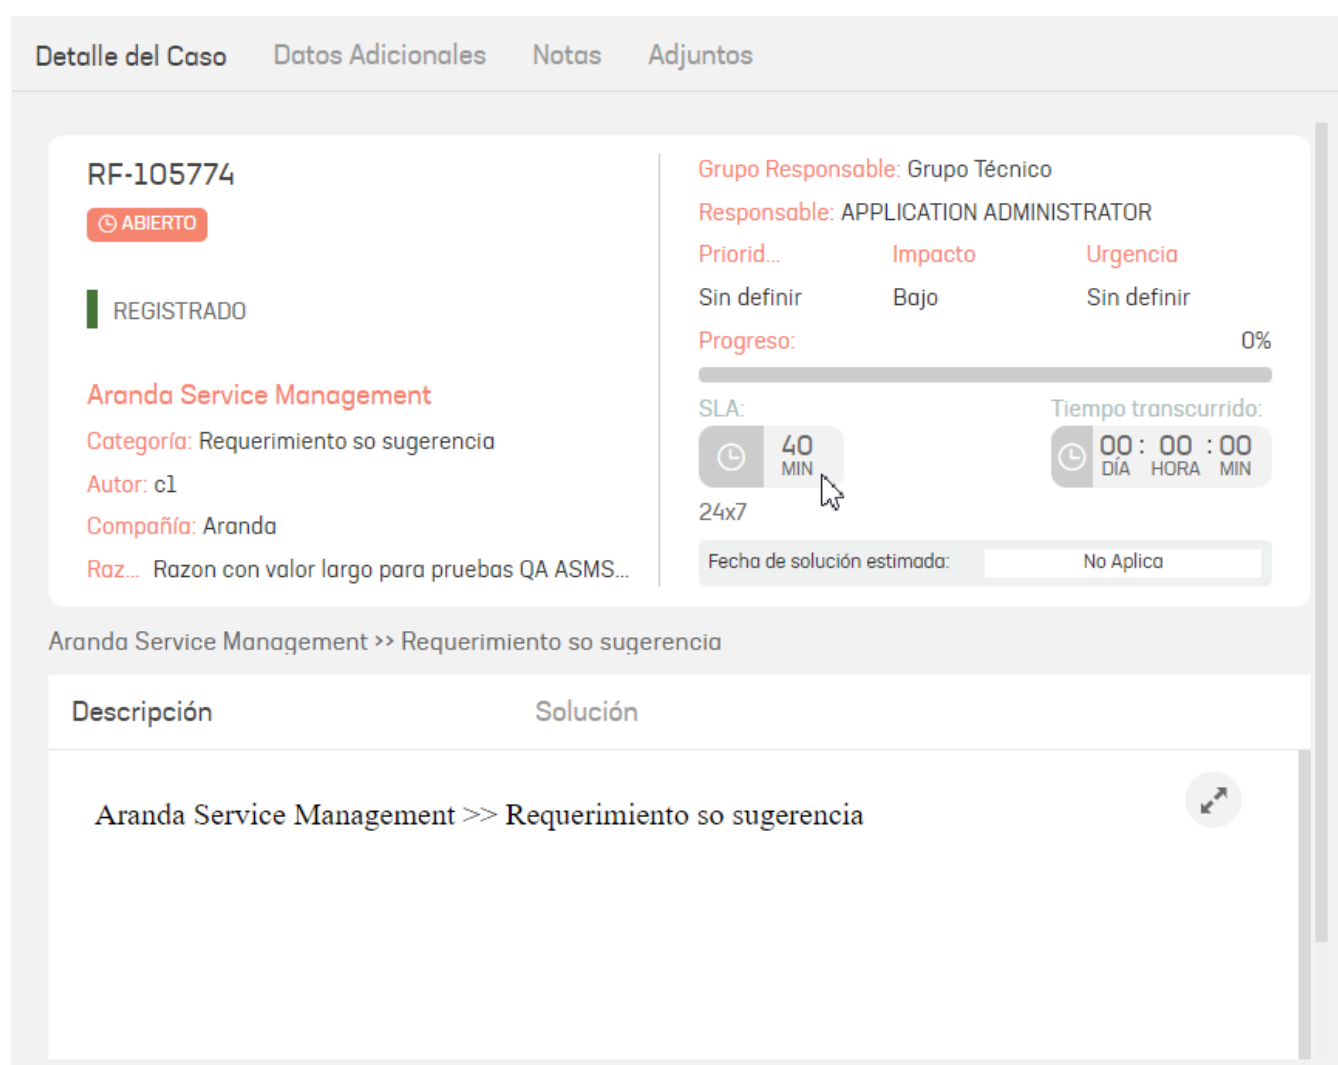 Detalle del Caso Datos Adicionales Notas Adjuntos
RF-105774
ABIERTO
REGISTRADO
Aranda Service Management
Categoría: Requerimiento so sugerencia
Autor: cl
Compañía: Aranda
Raz... Razon con valor largo para pruebas QA ASMS...
Grupo Responsable: Grupo Técnico
Responsable: APPLICATION ADMINISTRATOR
Priorid... Impacto Urgencia
Sin definir Bajo Sin definir
Progreso: 0%
SLA: Tiempo transcurrido:
40 00 : 00 : 00
MIN DÍA HORA MIN
24x7
Fecha de solución estimada: No Aplica
Aranda Service Management >> Requerimiento so sugerencia
Descripción Solución
Aranda Service Management >> Requerimiento so sugerencia